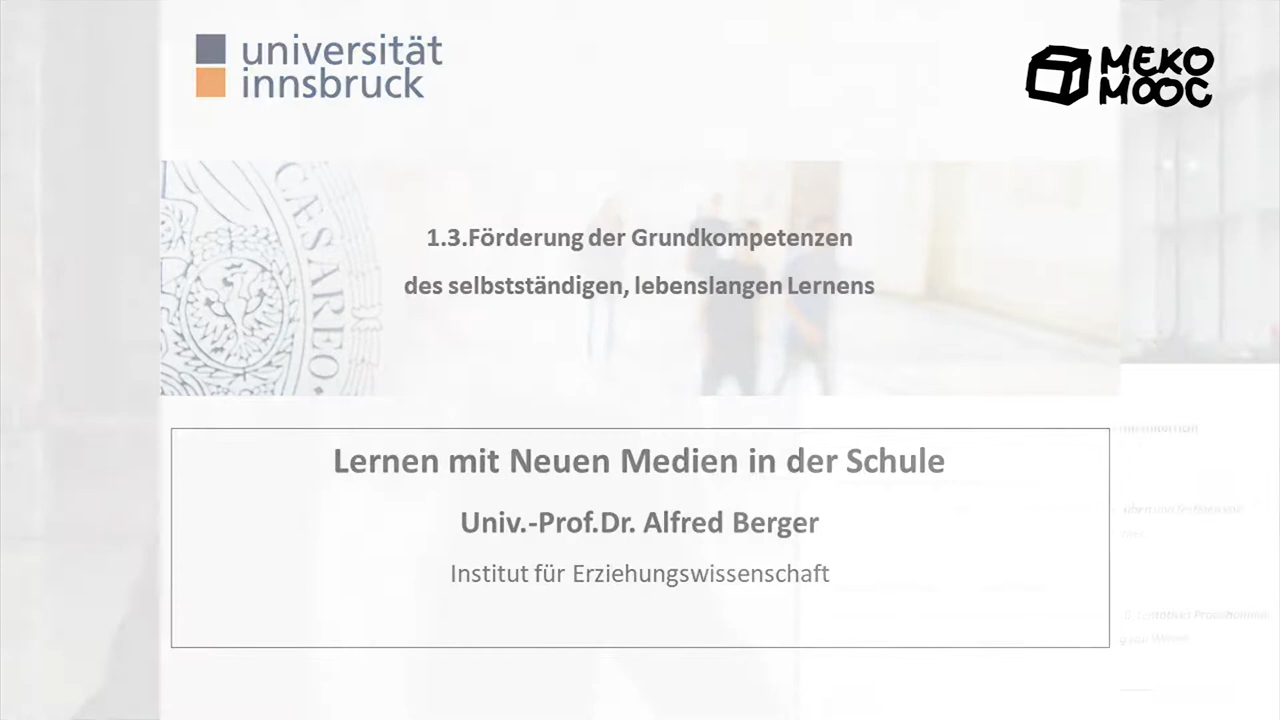 universität
innsbruck
MEKO
MOOC
CÆSAREO
1.3.Förderung der Grundkompetenzen
des selbstständigen, lebenslangen Lernens
Lernen mit Neuen Medien in der Schule
Univ.-Prof.Dr. Alfred Berger
Institut für Erziehungswissenschaft